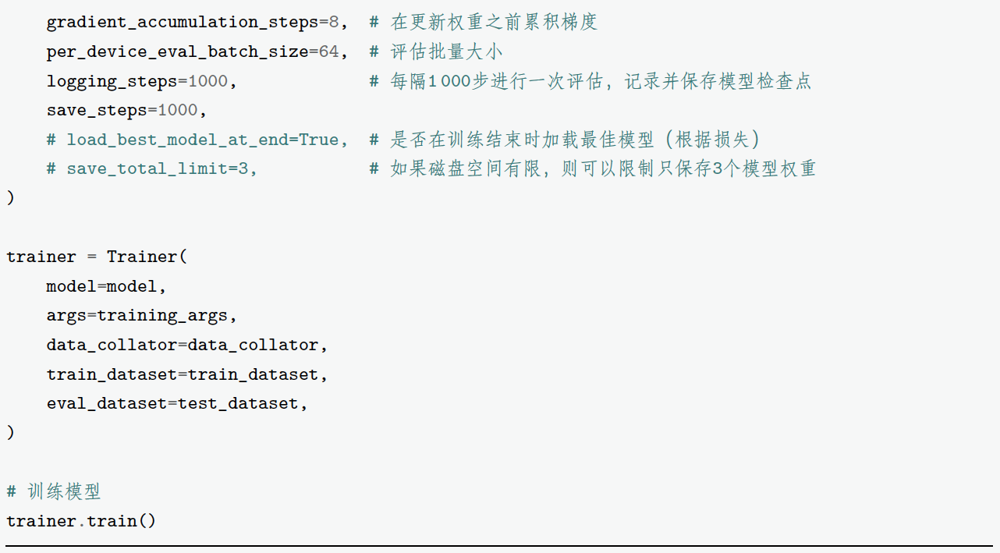 gradient_accumulation_steps=8,  # 在更新权重之前累积梯度
per_device_eval_batch_size=64,  # 评估批量大小
logging_steps=1000,             # 每隔1 000步进行一次评估，记录并保存模型检查点
save_steps=1000,
# load_best_model_at_end=True,  # 是否在训练结束时加载最佳模型（根据损失）
# save_total_limit=3,           # 如果磁盘空间有限，则可以限制只保存3个模型权重
)
trainer = Trainer(
    model=model,
    args=training_args,
    data_collator=data_collator,
    train_dataset=train_dataset,
    eval_dataset=test_dataset,
)
# 训练模型
trainer.train()